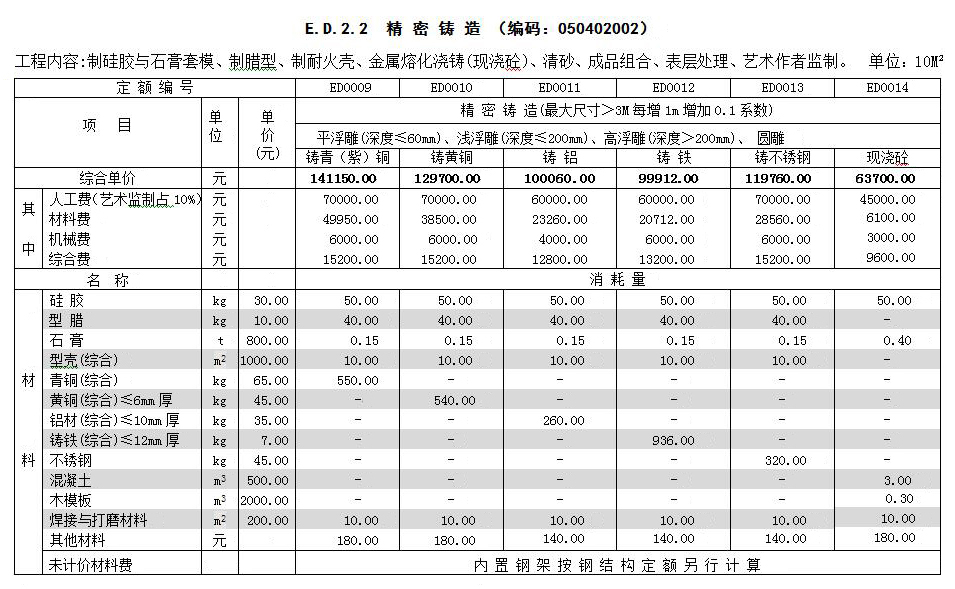 E.D.2.2 精 密 铸 造 （编码：050402002）
工程内容:制硅胶与石膏套模、制腊型、制耐火壳、金属熔化浇铸(现浇砼)、清砂、成品组合、表层处理、艺术作者监制。 单位：10M²
定 额 编 号 ED0009 ED0010 ED0011 ED0012 ED0013 ED0014
项 目 单位 单价(元) 精 密 铸 造(最大尺寸＞3M每增1m增加0.1系数)
平浮雕(深度≤60mm)、浅浮雕(深度≤200mm)、高浮雕(深度＞200mm)、 圆雕
铸青（紫）铜 铸黄铜 铸 铝 铸 铁 铸不锈钢 现浇砼
综合单价 元 141150.00 129700.00 100060.00 99912.00 119760.00 63700.00
其中 人工费(艺术监制占10%) 元 70000.00 70000.00 60000.00 60000.00 70000.00 45000.00
材料费 元 49950.00 38500.00 23260.00 20712.00 28560.00 6100.00
机械费 元 6000.00 6000.00 4000.00 6000.00 6000.00 3000.00
综合费 元 15200.00 15200.00 12800.00 13200.00 15200.00 9600.00
名 称 消 耗 量
材料 硅 胶 kg 30.00 50.00 50.00 50.00 50.00 50.00 50.00
型 腊 kg 10.00 40.00 40.00 40.00 40.00 40.00 -
石 膏 t 800.00 0.15 0.15 0.15 0.15 0.15 0.40
型壳(综合) m² 1000.00 10.00 10.00 10.00 10.00 10.00 -
青铜(综合) kg 65.00 550.00 - - - - -
黄铜(综合)≤6mm厚 kg 45.00 - 540.00 - - - -
铝材(综合)≤10mm厚 kg 35.00 - - 260.00 - - -
铸铁(综合)≤12mm厚 kg 7.00 - - - 936.00 - -
不锈钢 kg 45.00 - - - - 320.00 -
混凝土 m³ 500.00 - - - - - 3.00
木模板 m³ 2000.00 - - - - - 0.30
焊接与打磨材料 m² 200.00 10.00 10.00 10.00 10.00 10.00 10.00
其他材料 元 180.00 180.00 140.00 140.00 140.00 180.00
未计价材料费 内 置 钢 架 按 钢 结 构 定 额 另 行 计 算